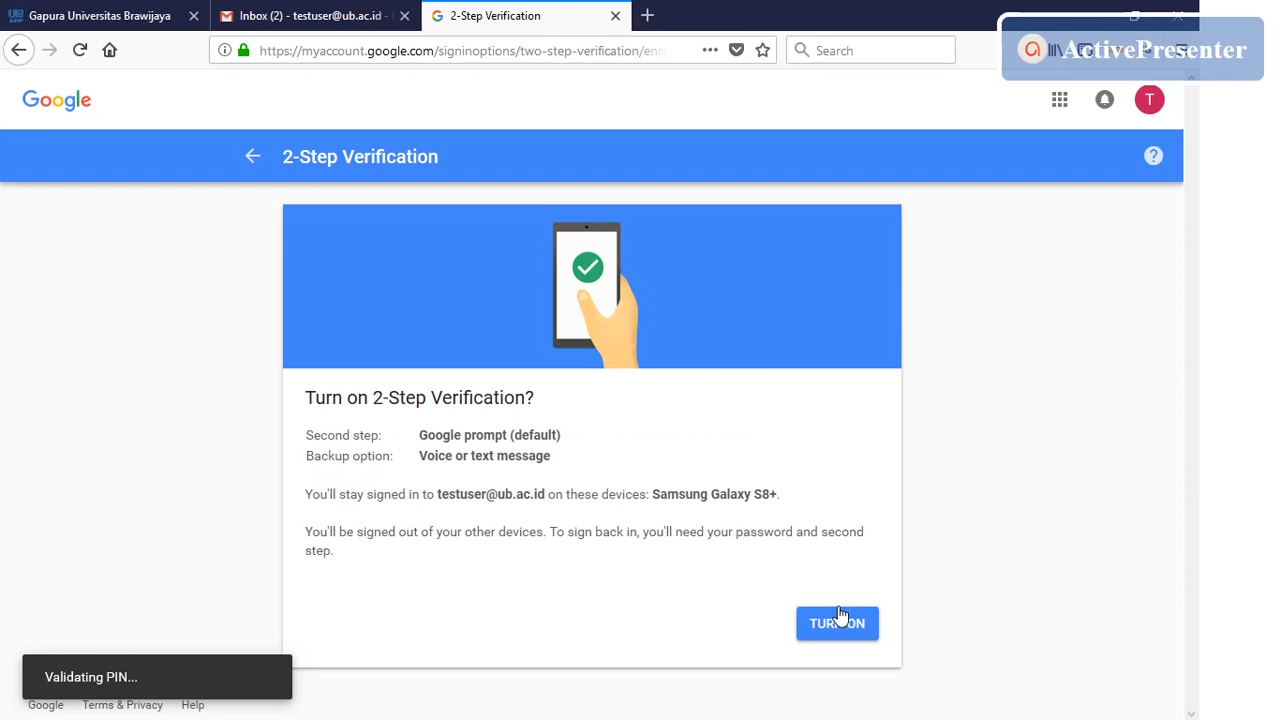 Gapura Universitas Brawijaya
Inbox (2) - testuser@ub.ac.id -
2-Step Verification
https://myaccount.google.com/signinoptions/two-step-verification/enro
Search
ActivePresenter
Google
T
2-Step Verification
Turn on 2-Step Verification?
Second step: Google prompt (default)
Backup option: Voice or text message
You'll stay signed in to testuser@ub.ac.id on these devices: Samsung Galaxy S8+.
You'll be signed out of your other devices. To sign back in, you'll need your password and second
step.
TURN ON
Validating PIN...
Google Terms & Privacy Help